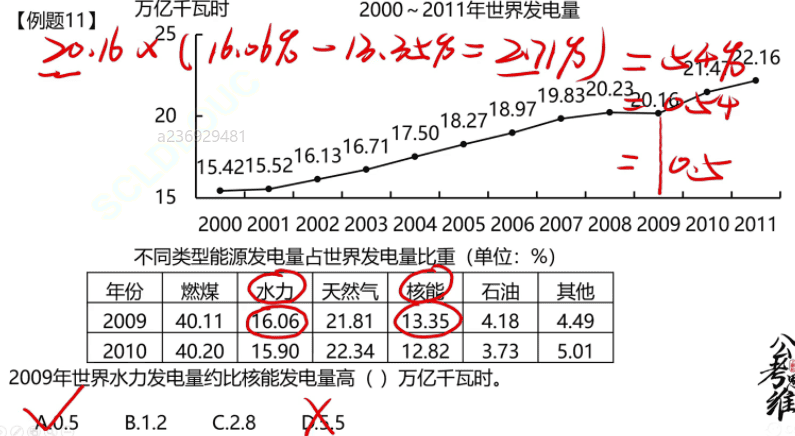 【例题11】
万亿千瓦时
2000～2011年世界发电量
20.16 × ( 16.06% - 13.35% = 2.71% ) = 54%
= 0.54
= 0.5
25
20
15
15.42 15.52 16.13 16.71 17.50 18.27 18.97 19.83 20.23 20.16 21.47 22.16
a236929481
2000 2001 2002 2003 2004 2005 2006 2007 2008 2009 2010 2011
不同类型能源发电量占世界发电量比重（单位：%）
年份 燃煤 水力 天然气 核能 石油 其他
2009 40.11 16.06 21.81 13.35 4.18 4.49
2010 40.20 15.90 22.34 12.82 3.73 5.01
2009年世界水力发电量约比核能发电量高（ ）万亿千瓦时。
A.0.5 B.1.2 C.2.8 D.5.5
公考